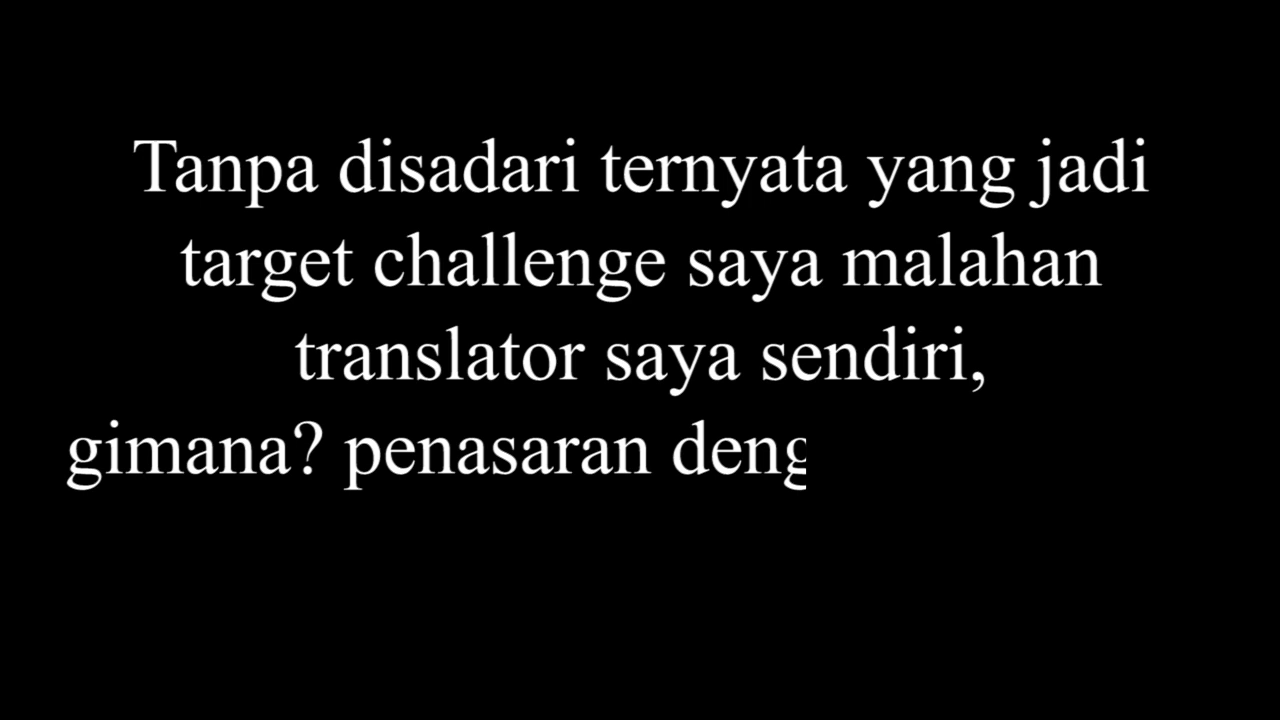 Tanpa disadari ternyata yang jadi
target challenge saya malahan
translator saya sendiri,
gimana? penasaran deng